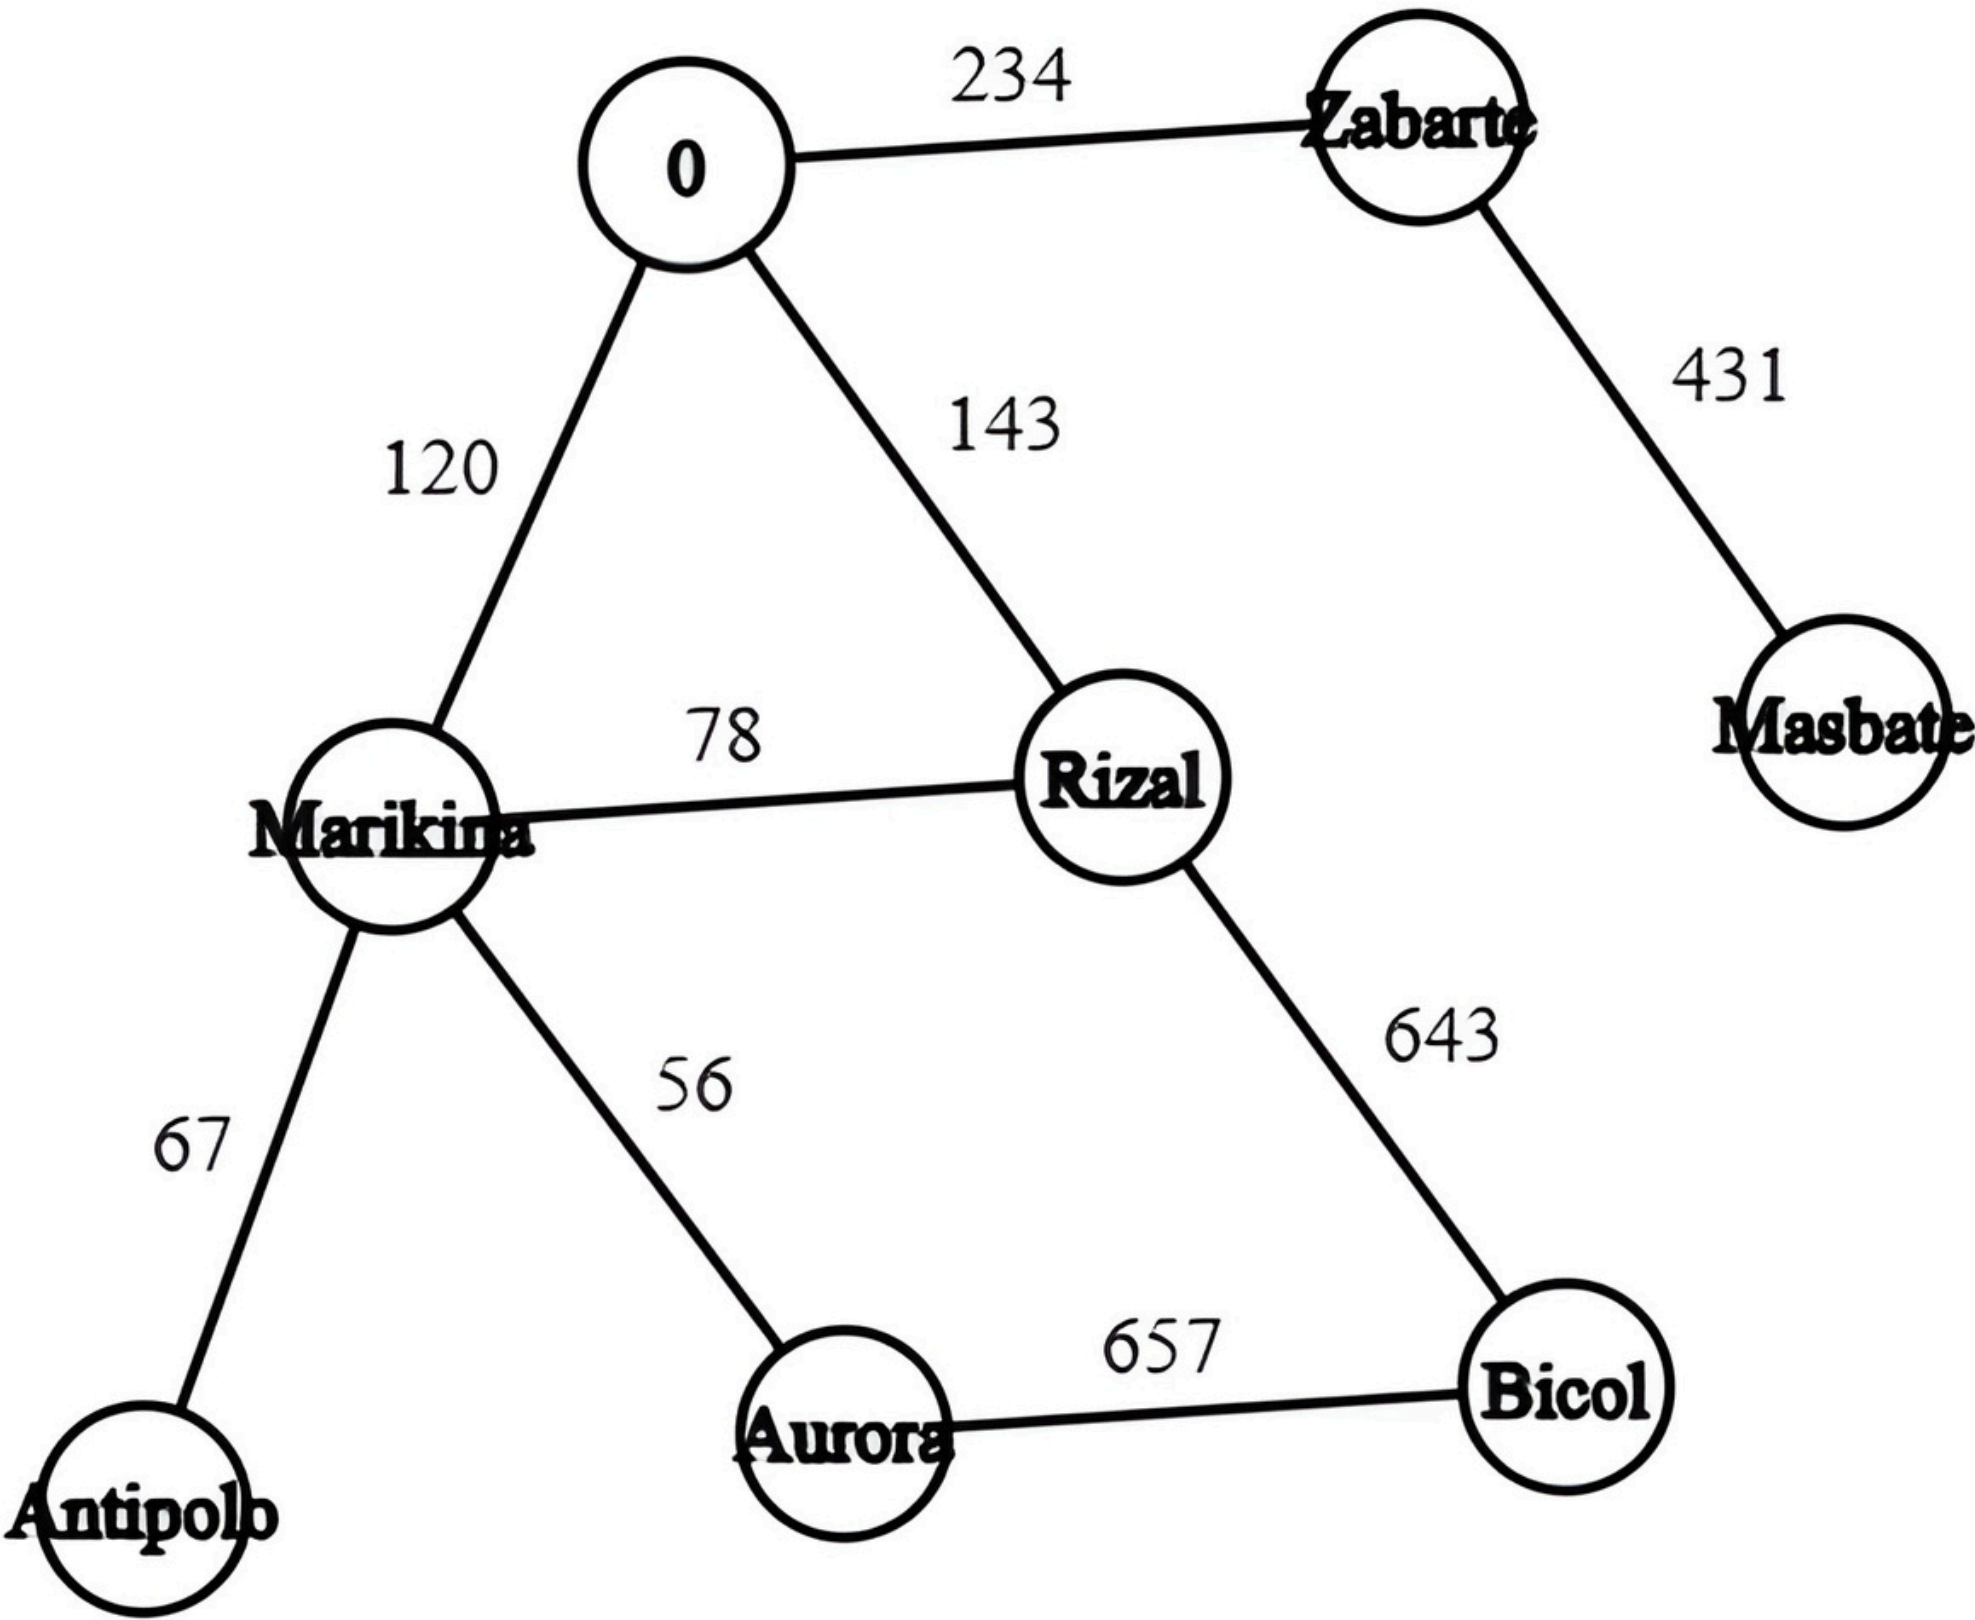 234
Zabarte
0
431
143
120
Masbate
78
Rizal
Marikina
643
56
67
657
Bicol
Aurora
Antipolo